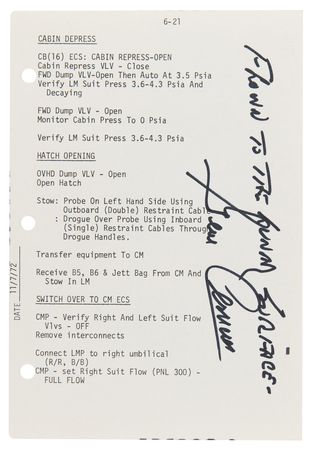 6-21
CABIN DEPRESS
CB(16) ECS: CABIN REPRESS-OPEN
Cabin Repress VLV - Close
FWD Dump VLV-Open Then Auto At 3.5 Psia
Verify LM Suit Press 3.6-4.3 Psia And
Decaying
FWD Dump VLV - Open
Monitor Cabin Press To 0 Psia
Verify LM Suit Press 3.6-4.3 Psia
HATCH OPENING
OVHD Dump VLV - Open
Open Hatch
Stow: Probe On Left Hand Side Using
Outboard (Double) Restraint Cable
: Drogue Over Probe Using Inboard
(Single) Restraint Cables Through
Drogue Handles.
Transfer equipment To CM
Receive B5, B6 & Jett Bag From CM And
Stow In LM
SWITCH OVER TO CM ECS
CMP - Verify Right And Left Suit Flow
Vlvs - OFF
Remove interconnects
Connect LMP to right umbilical
(R/R, B/B)
CMP - set Right Suit Flow (PNL 300) -
FULL FLOW
DATE 11/7/72
FLOWN TO THE LUNAR SURFACE-
Gene Cernan